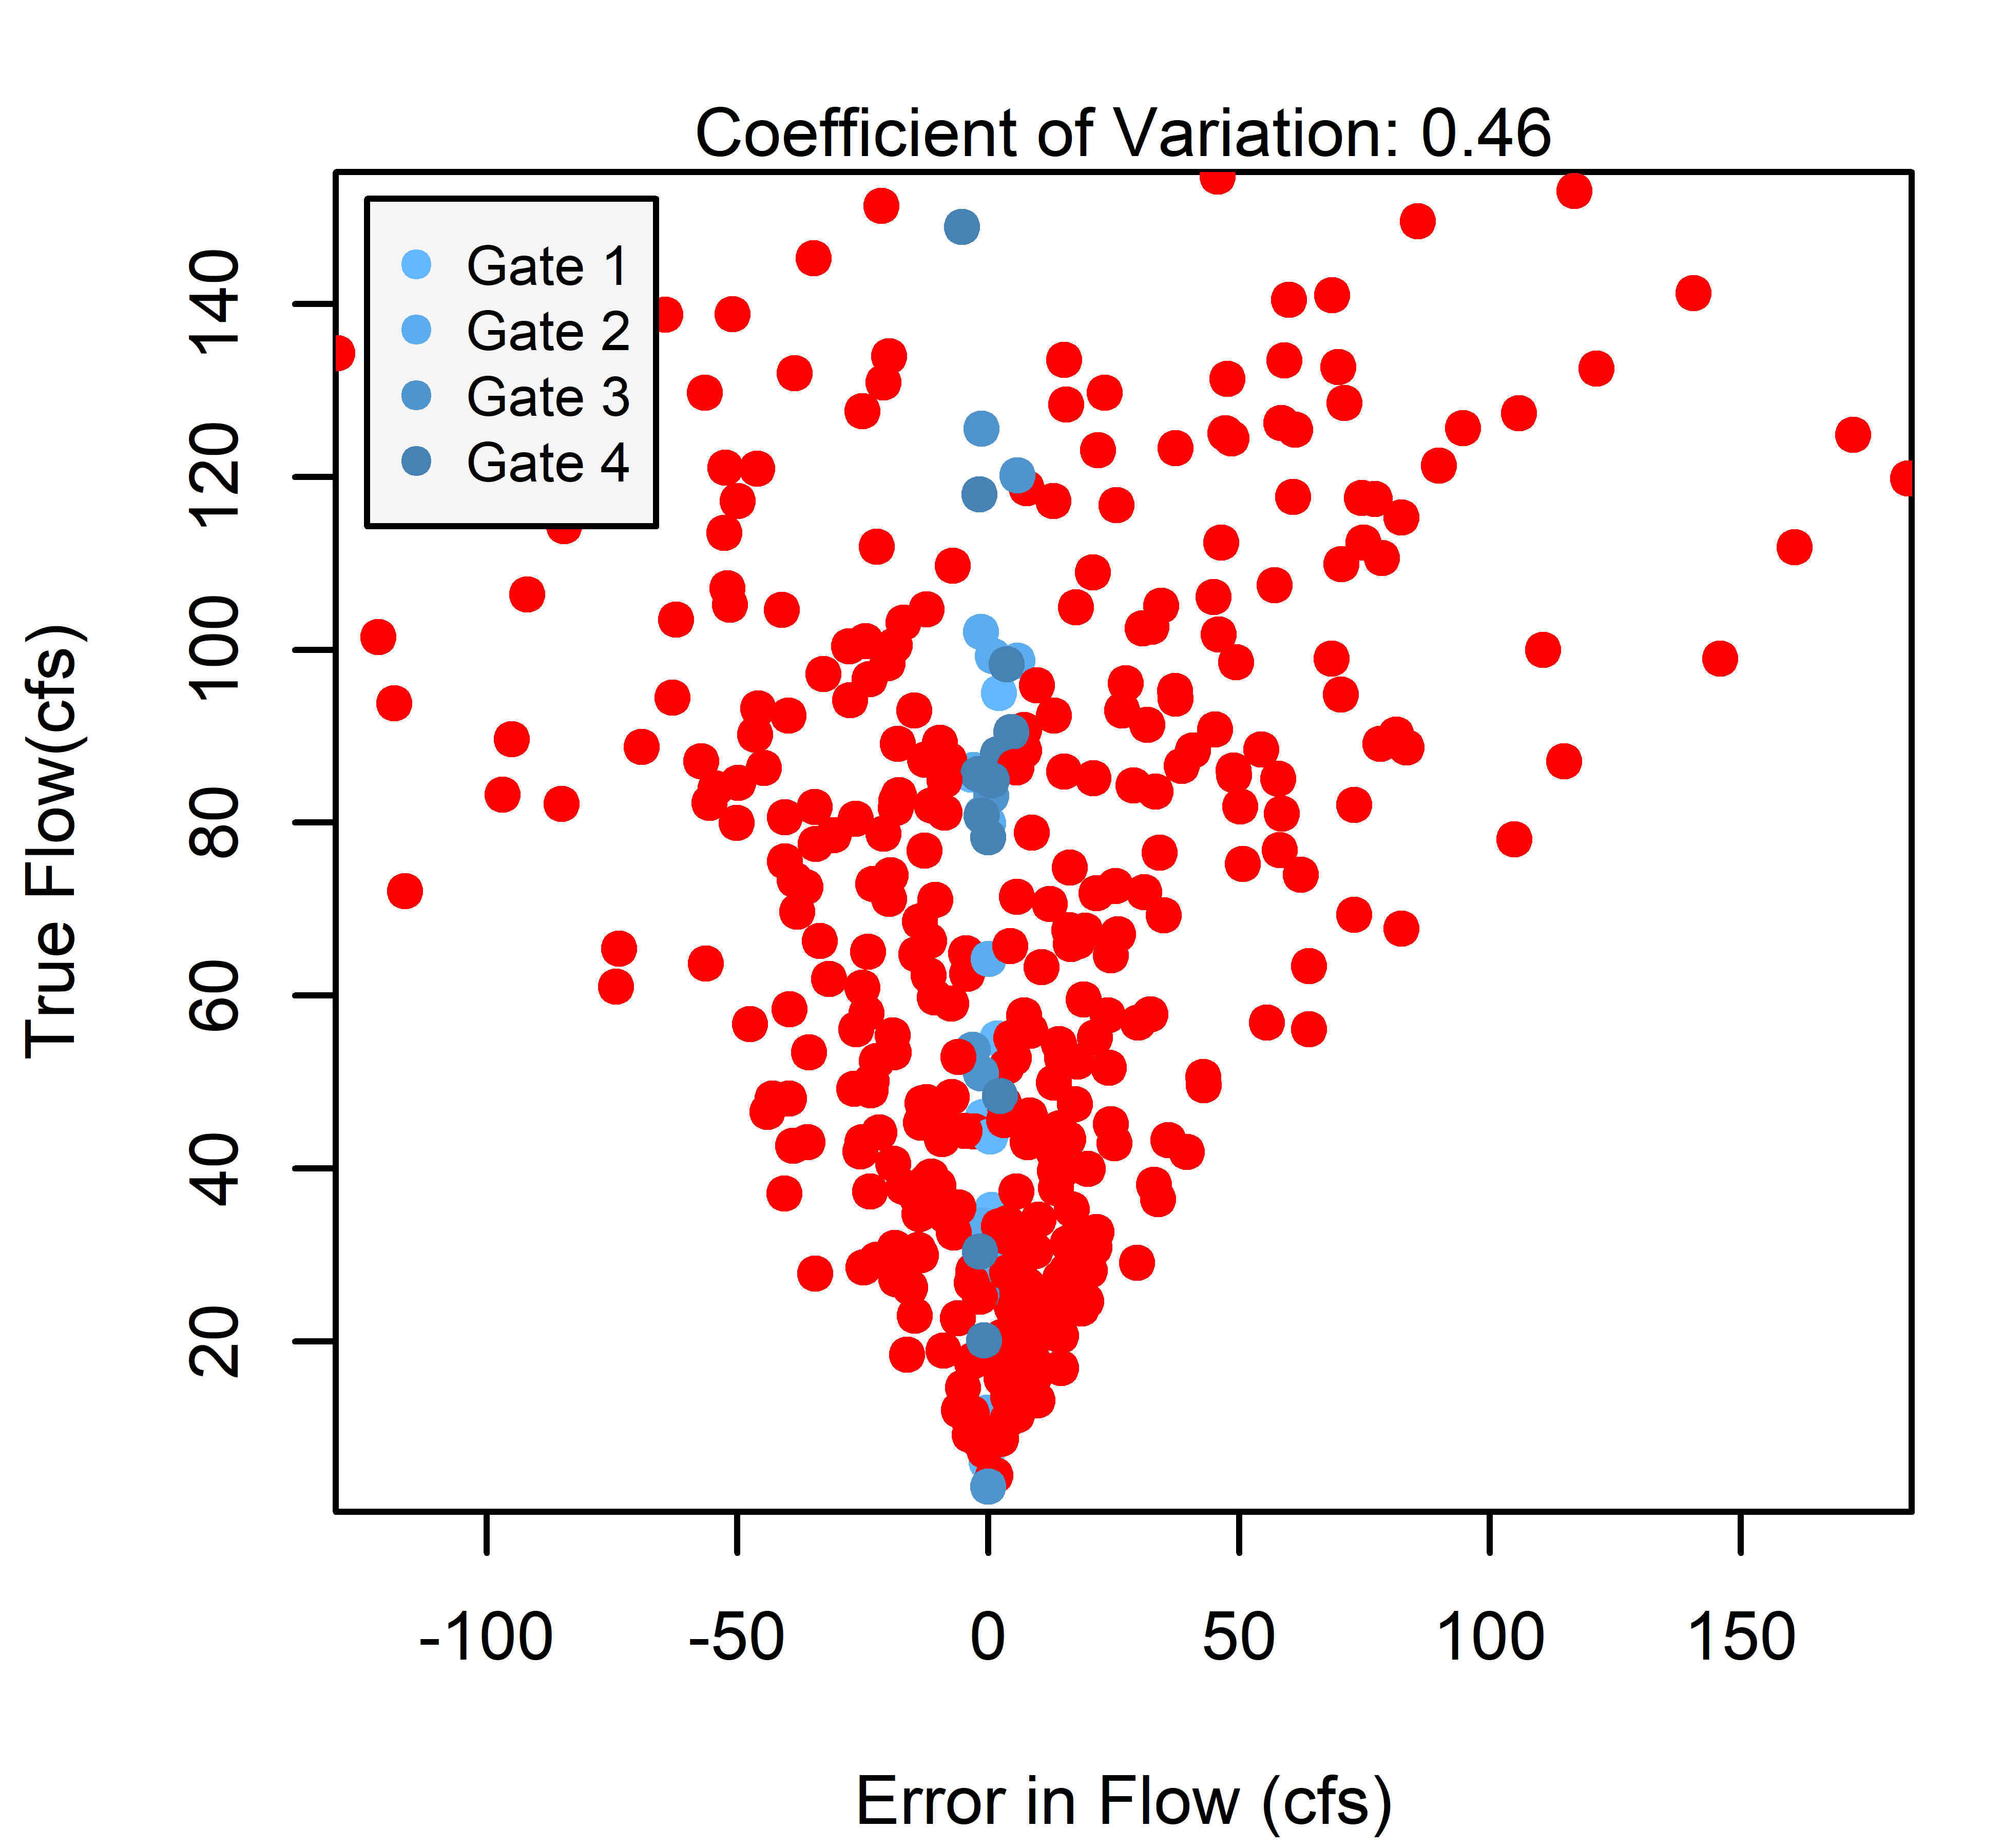 Coefficient of Variation: 0.46
Gate 1
Gate 2
Gate 3
Gate 4
True Flow(cfs)
140
120
100
80
60
40
20
-100 -50 0 50 100 150
Error in Flow (cfs)